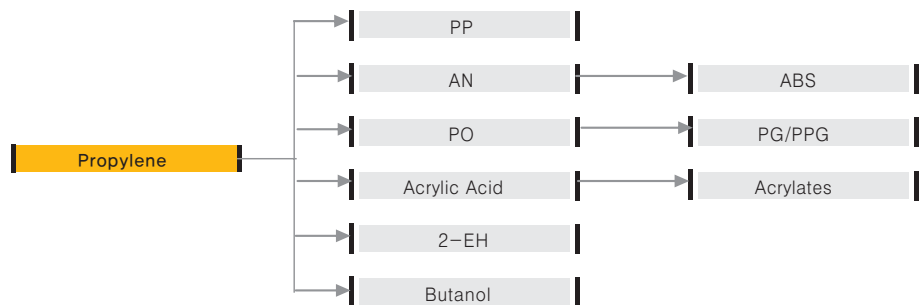 PP
AN
ABS
PO
PG/PPG
Propylene
Acrylic Acid
Acrylates
2-EH
Butanol